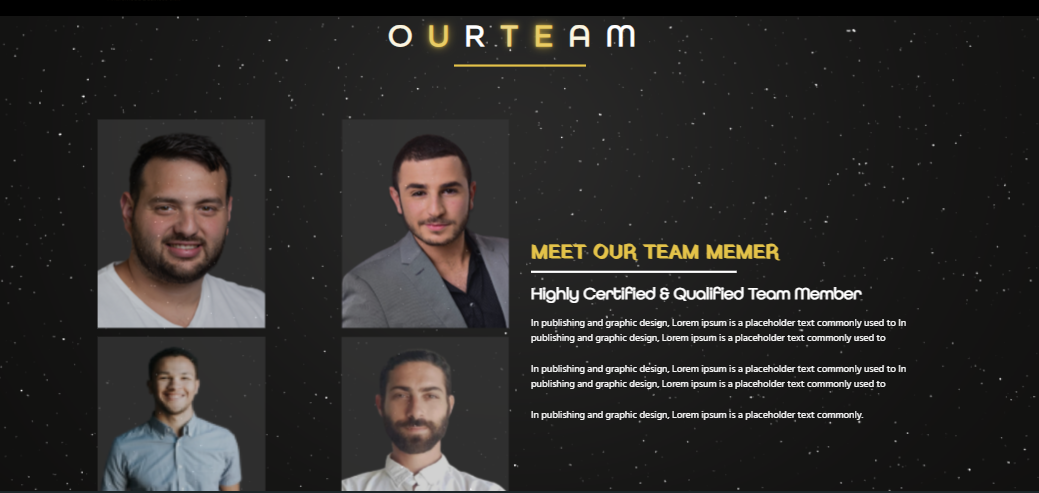 OURTEAM
MEET OUR TEAM MEMER
Highly Certified & Qualified Team Member
In publishing and graphic design, Lorem ipsum is a placeholder text commonly used to In
publishing and graphic design, Lorem ipsum is a placeholder text commonly used to
In publishing and graphic design, Lorem ipsum is a placeholder text commonly used to In
publishing and graphic design, Lorem ipsum is a placeholder text commonly used to
In publishing and graphic design, Lorem ipsum is a placeholder text commonly.